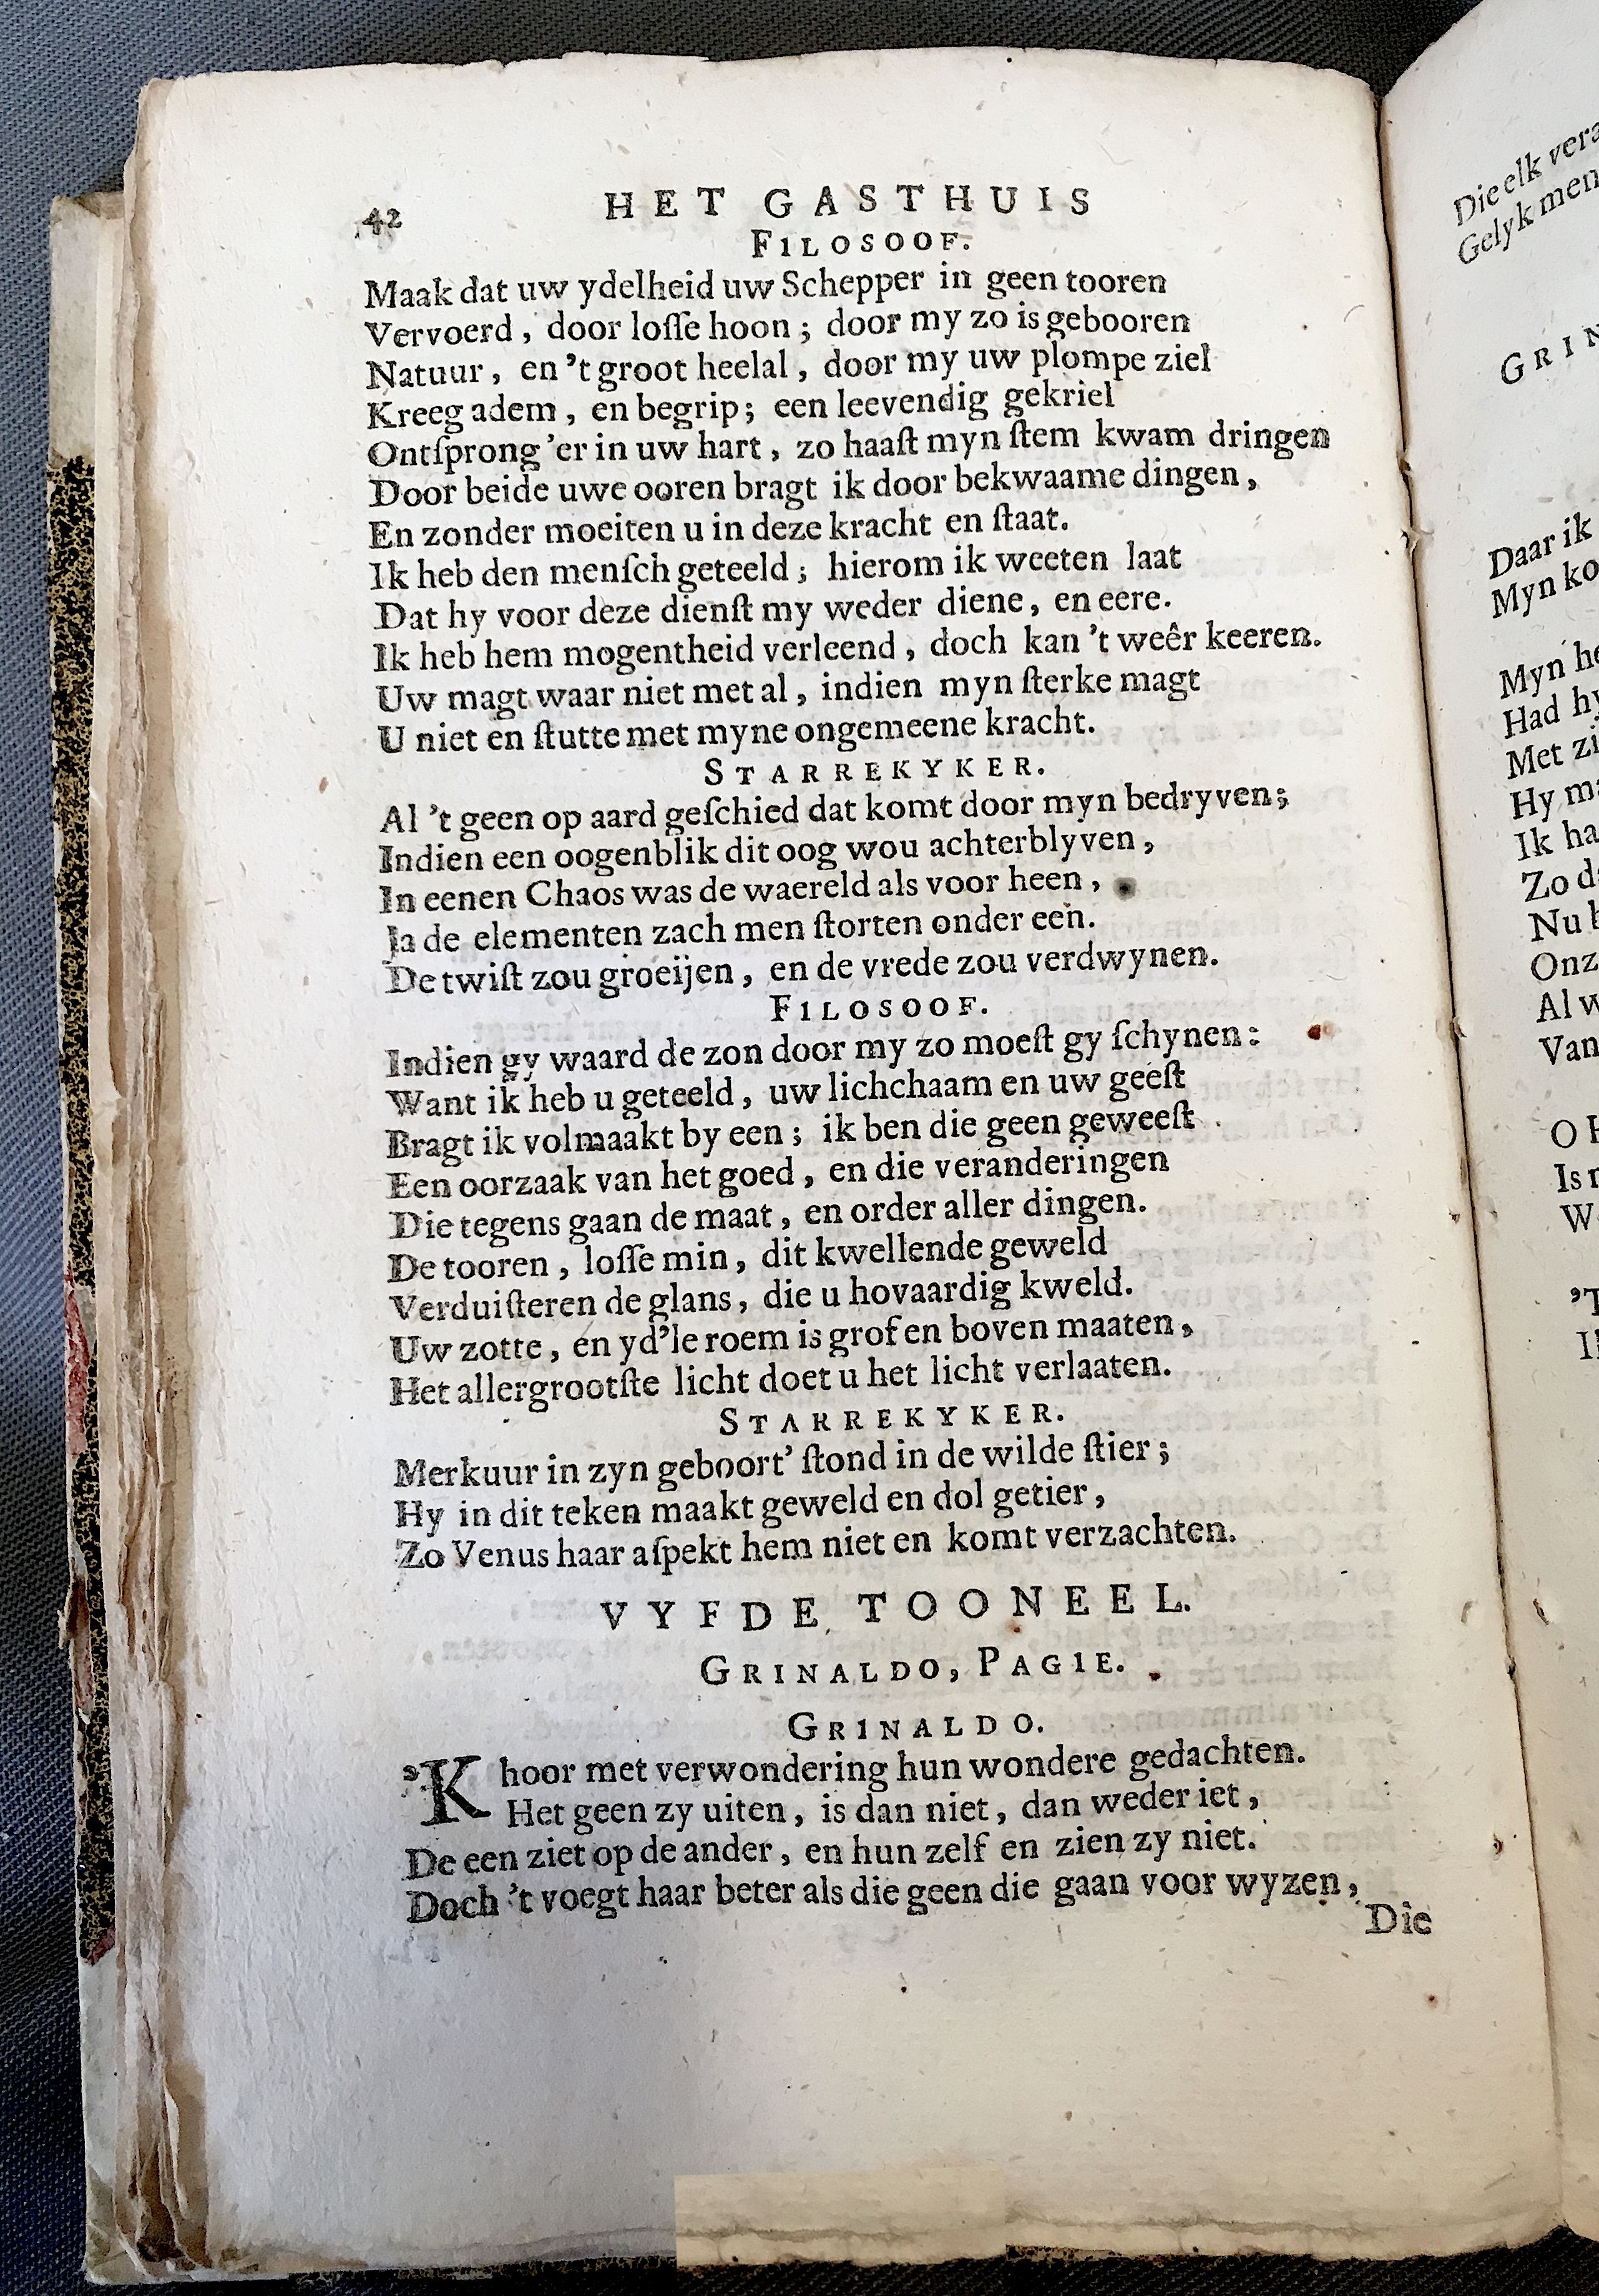 42 HET GASTHUIS
FILOSOOF.
Maak dat uw ydelheid uw Schepper in geen tooren
Vervoerd, door loſſe hoon; door my zo is gebooren
Natuur, en 't groot heelal, door my uw plompe ziel
Kreeg adem, en begrip; een leevendig gekriel
Ontſprong 'er in uw hart, zo haaſt myn ſtem kwam dringen
Door beide uwe ooren bragt ik door bekwaame dingen,
En zonder moeiten u in deze kracht en ſtaat.
Ik heb den menſch geteeld; hierom ik weeten laat
Dat hy voor deze dienſt my weder diene, en eere.
Ik heb hem mogentheid verleend, doch kan 't weêr keeren.
Uw magt waar niet met al, indien myn ſterke magt
U niet en ſtutte met myne ongemeene kracht.
STARREKYKER.
Al 't geen op aard geſchied dat komt door myn bedryven;
Indien een oogenblik dit oog wou achterblyven,
In eenen Chaos was de waereld als voor heen,
Ja de elementen zach men ſtorten onder een.
De twiſt zou groeijen, en de vrede zou verdwynen.
FILOSOOF.
Indien gy waard de zon door my zo moeſt gy ſchynen:
Want ik heb u geteeld, uw lichchaam en uw geeſt
Bragt ik volmaakt by een; ik ben die geen geweeſt
Een oorzaak van het goed, en die veranderingen
Die tegens gaan de maat, en order aller dingen.
De tooren, loſſe min, dit kwellende geweld
Verduiſteren de glans, die u hovaardig kweld.
Uw zotte, en yd'le roem is grof en boven maaten,
Het allergrootſte licht doet u het licht verlaaten.
STARREKYKER.
Merkuur in zyn geboort' ſtond in de wilde ſtier;
Hy in dit teken maakt geweld en dol getier,
Zo Venus haar aſpekt hem niet en komt verzachten.
VYFDE TOONEEL.
GRINALDO, PAGIE.
GRINALDO.
'K hoor met verwondering hun wondere gedachten.
Het geen zy uiten, is dan niet, dan weder iet,
De een ziet op de ander, en hun zelf en zien zy niet.
Doch 't voegt haar beter als die geen die gaan voor wyzen,
Die
Die elk
Gelyk men
GRIN
Daar ik
Myn
Myn
Had hy
Met
Hy
Ik
Zo
Nu
Onz
Al
Van
O
Is